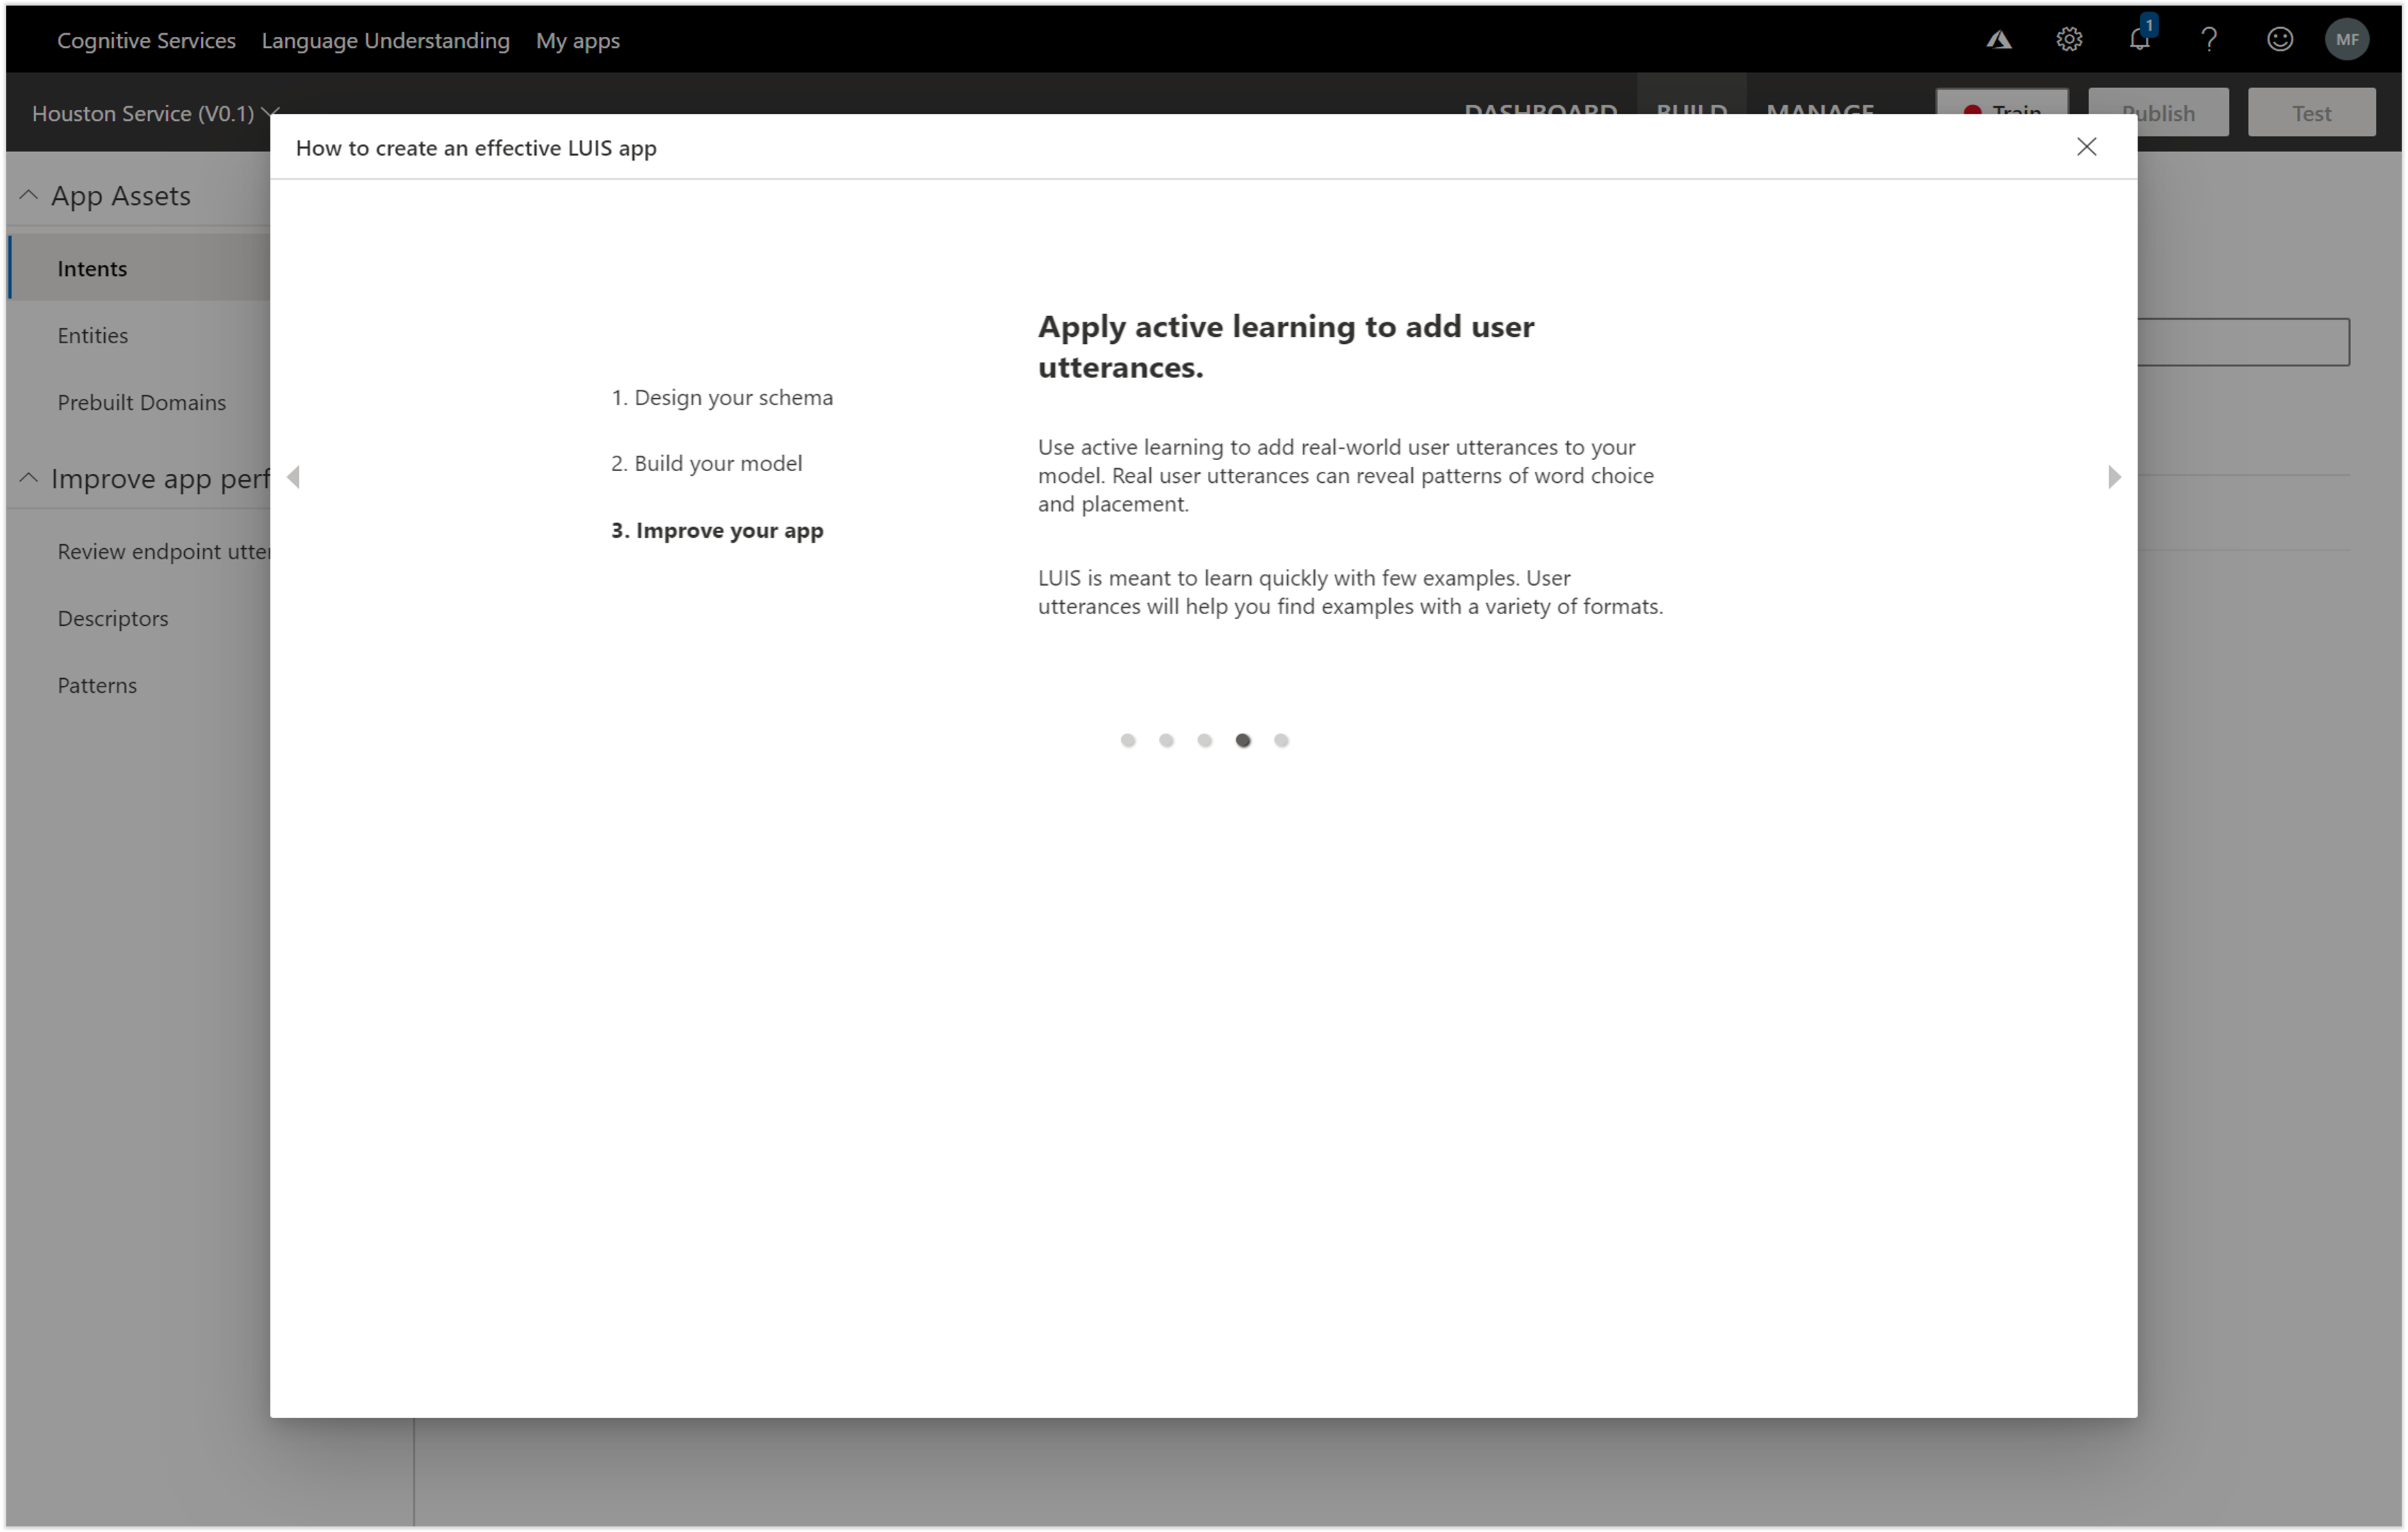 Cognitive Services Language Understanding My apps
1
?
MF
Houston Service (V0.1)
DASHBOARD BUILD MANAGE
Train
Publish
Test
How to create an effective LUIS app
App Assets
Intents
Entities
Prebuilt Domains
Improve app perf
Review endpoint utter
Descriptors
Patterns
1. Design your schema
2. Build your model
3. Improve your app
Apply active learning to add user
utterances.
Use active learning to add real-world user utterances to your
model. Real user utterances can reveal patterns of word choice
and placement.
LUIS is meant to learn quickly with few examples. User
utterances will help you find examples with a variety of formats.